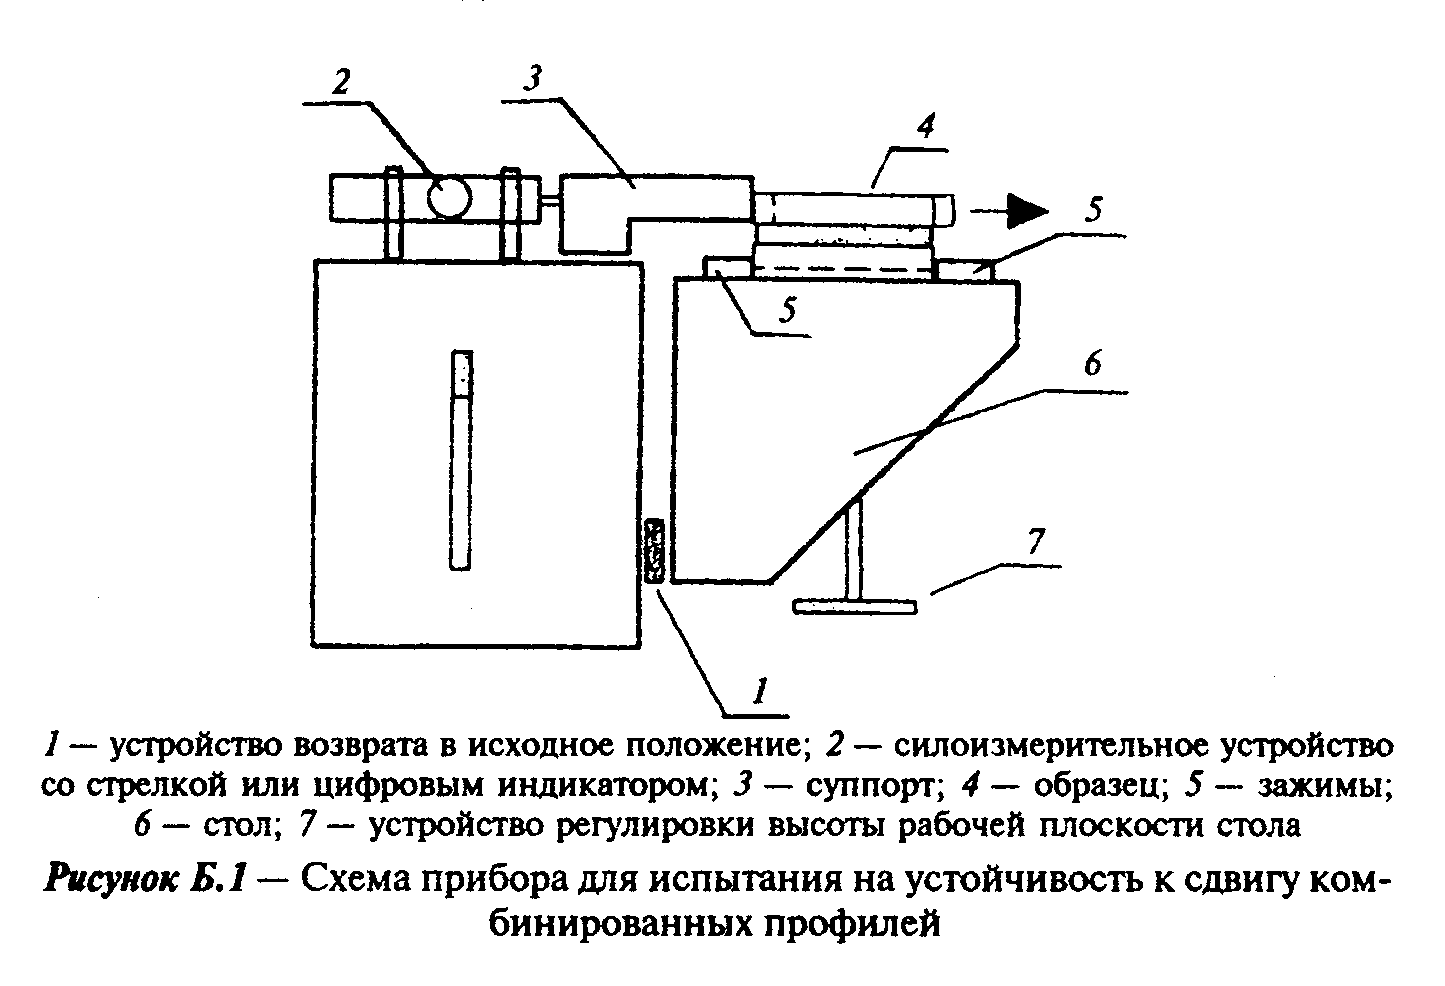 2
3
4
5
5
6
7
1
1 — устройство возврата в исходное положение; 2 — силоизмерительное устройство
со стрелкой или цифровым индикатором; 3 — суппорт; 4 — образец; 5 — зажимы;
6 — стол; 7 — устройство регулировки высоты рабочей плоскости стола
Рисунок Б.1 — Схема прибора для испытания на устойчивость к сдвигу ком-
бинированных профилей